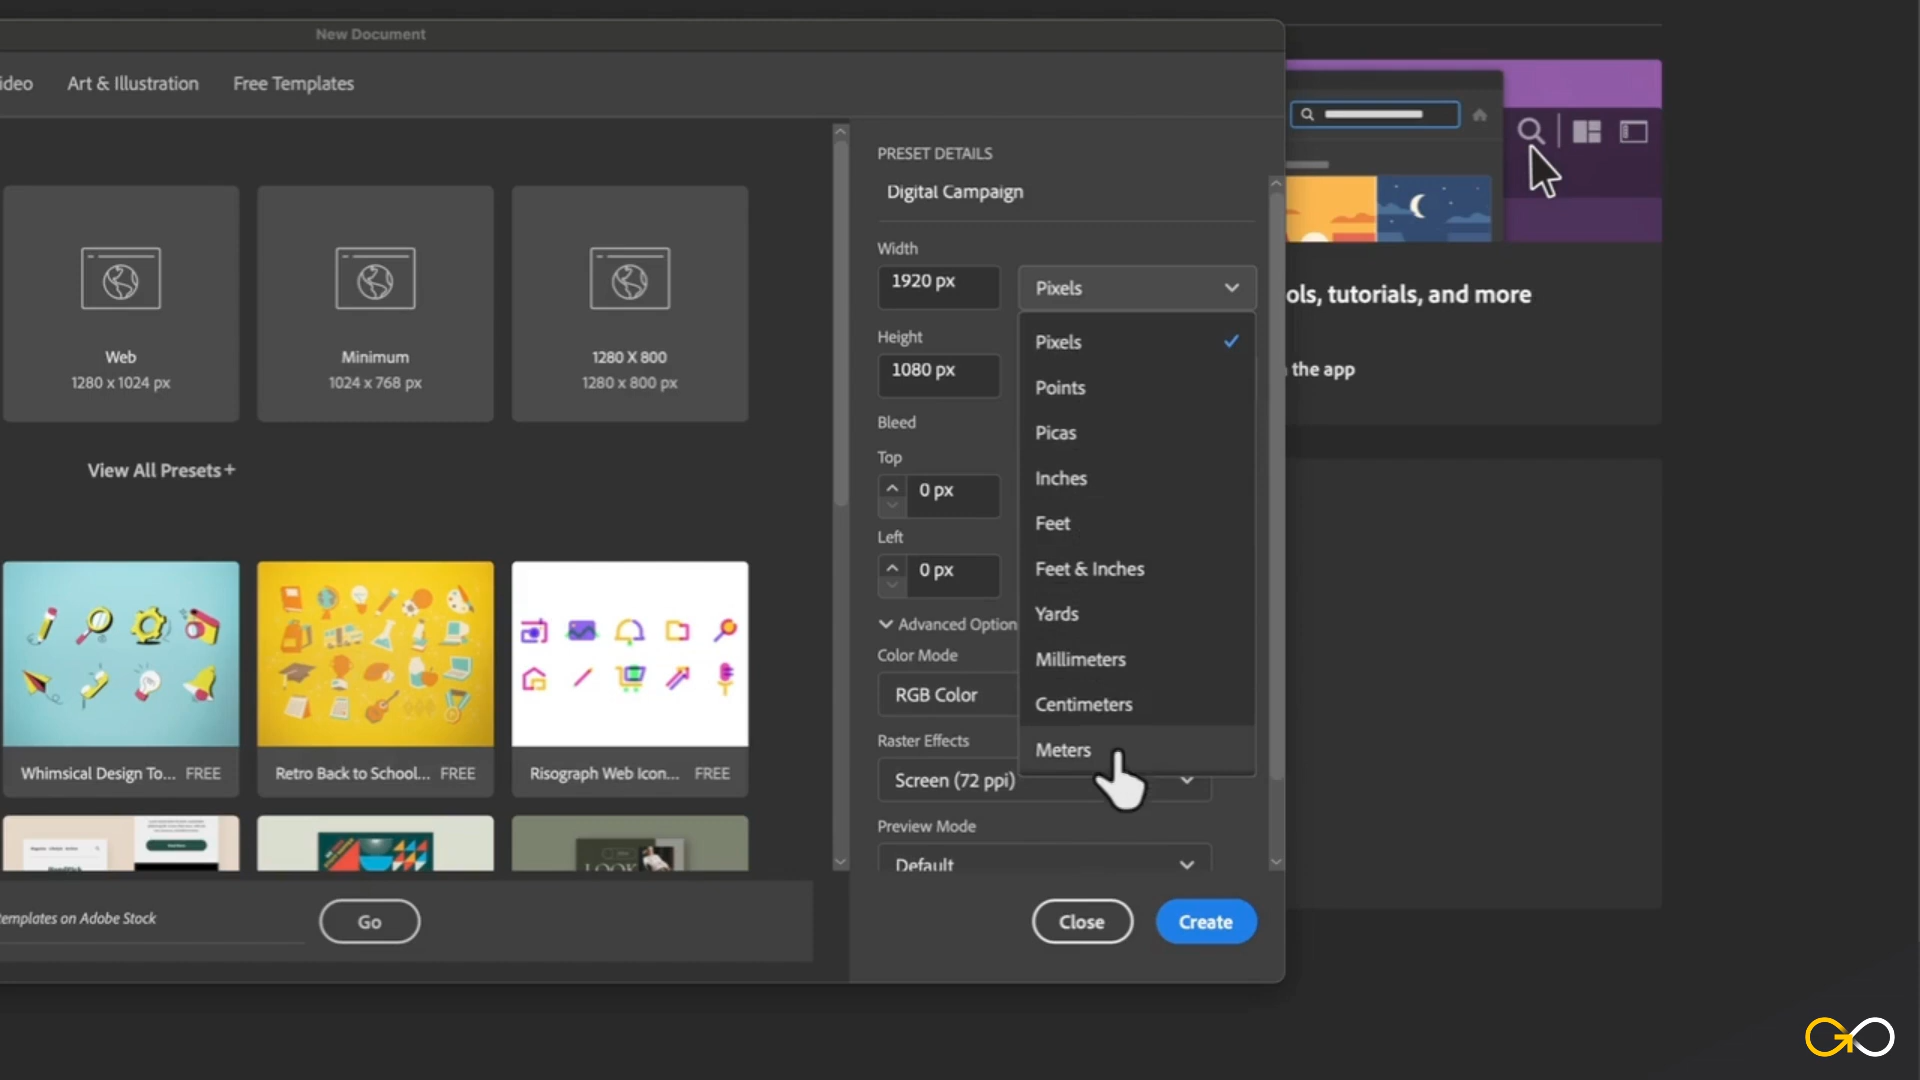 New Document
ideo
Art & Illustration
Free Templates
Web
1280 x 1024 px
Minimum
1024 x 768 px
1280 X 800
1280 x 800 px
View All Presets +
Whimsical Design To... FREE
Retro Back to School... FREE
Risograph Web Icon... FREE
LOOK
templates on Adobe Stock
Go
PRESET DETAILS
Digital Campaign
Width
1920 px
Pixels
Height
1080 px
Bleed
Top
0 px
Left
0 px
Advanced Option
Color Mode
RGB Color
Raster Effects
Screen (72 ppi)
Preview Mode
Default
Pixels
Points
Picas
Inches
Feet
Feet & Inches
Yards
Millimeters
Centimeters
Meters
Close
Create
ols, tutorials, and more
the app